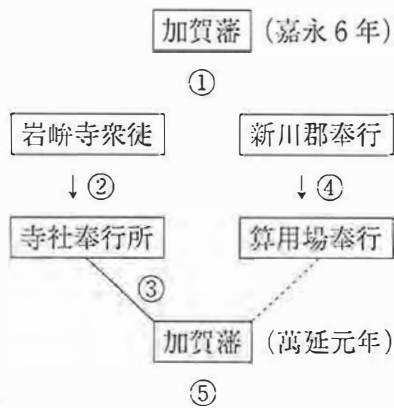 加賀藩 (嘉永6年)
①
岩峅寺衆徒 新川郡奉行
↓② ↓④
寺社奉行所 算用場奉行
③
加賀藩 (萬延元年)
⑤